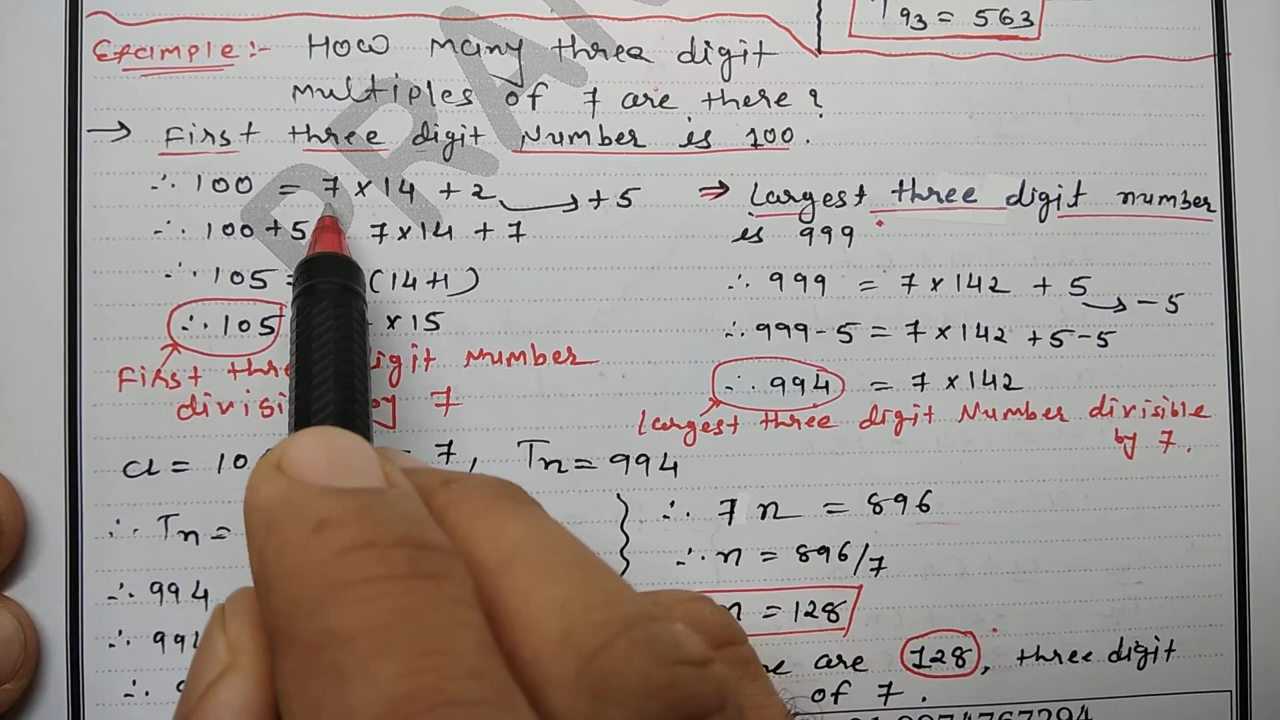 T93 = 563
Example:- How many three digit
multiples of 7 are there?
→ First three digit Number is 100.
∴ 100 = 7 × 14 + 2 → +5
∴ 100 + 5 7 × 14 + 7
∴ 105 = (14+1)
∴ 105 × 15
First three digit Number
divisi by 7
⇒ Largest three digit number
is 999
∴ 999 = 7 × 142 + 5 → -5
∴ 999 - 5 = 7 × 142 + 5 - 5
∴ 994 = 7 × 142
Largest three digit Number divisible
by 7.
a = 10 = 7, Tn = 994
∴ Tn =
∴ 994
∴ 99
∴
∴ 7n = 896
∴ n = 896/7
n = 128
are 128, three digit
of 7.
PRA